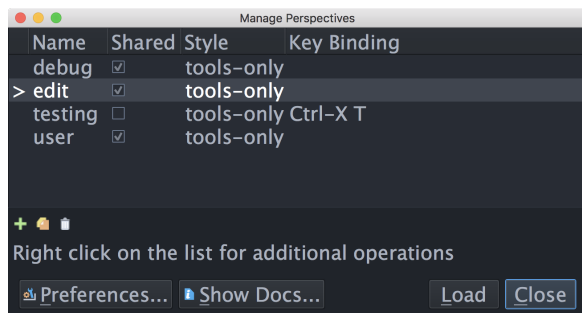 Manage Perspectives
Name Shared Style Key Binding
debug tools-only
> edit tools-only
testing tools-only Ctrl-X T
user tools-only
Right click on the list for additional operations
Preferences... Show Docs... Load Close